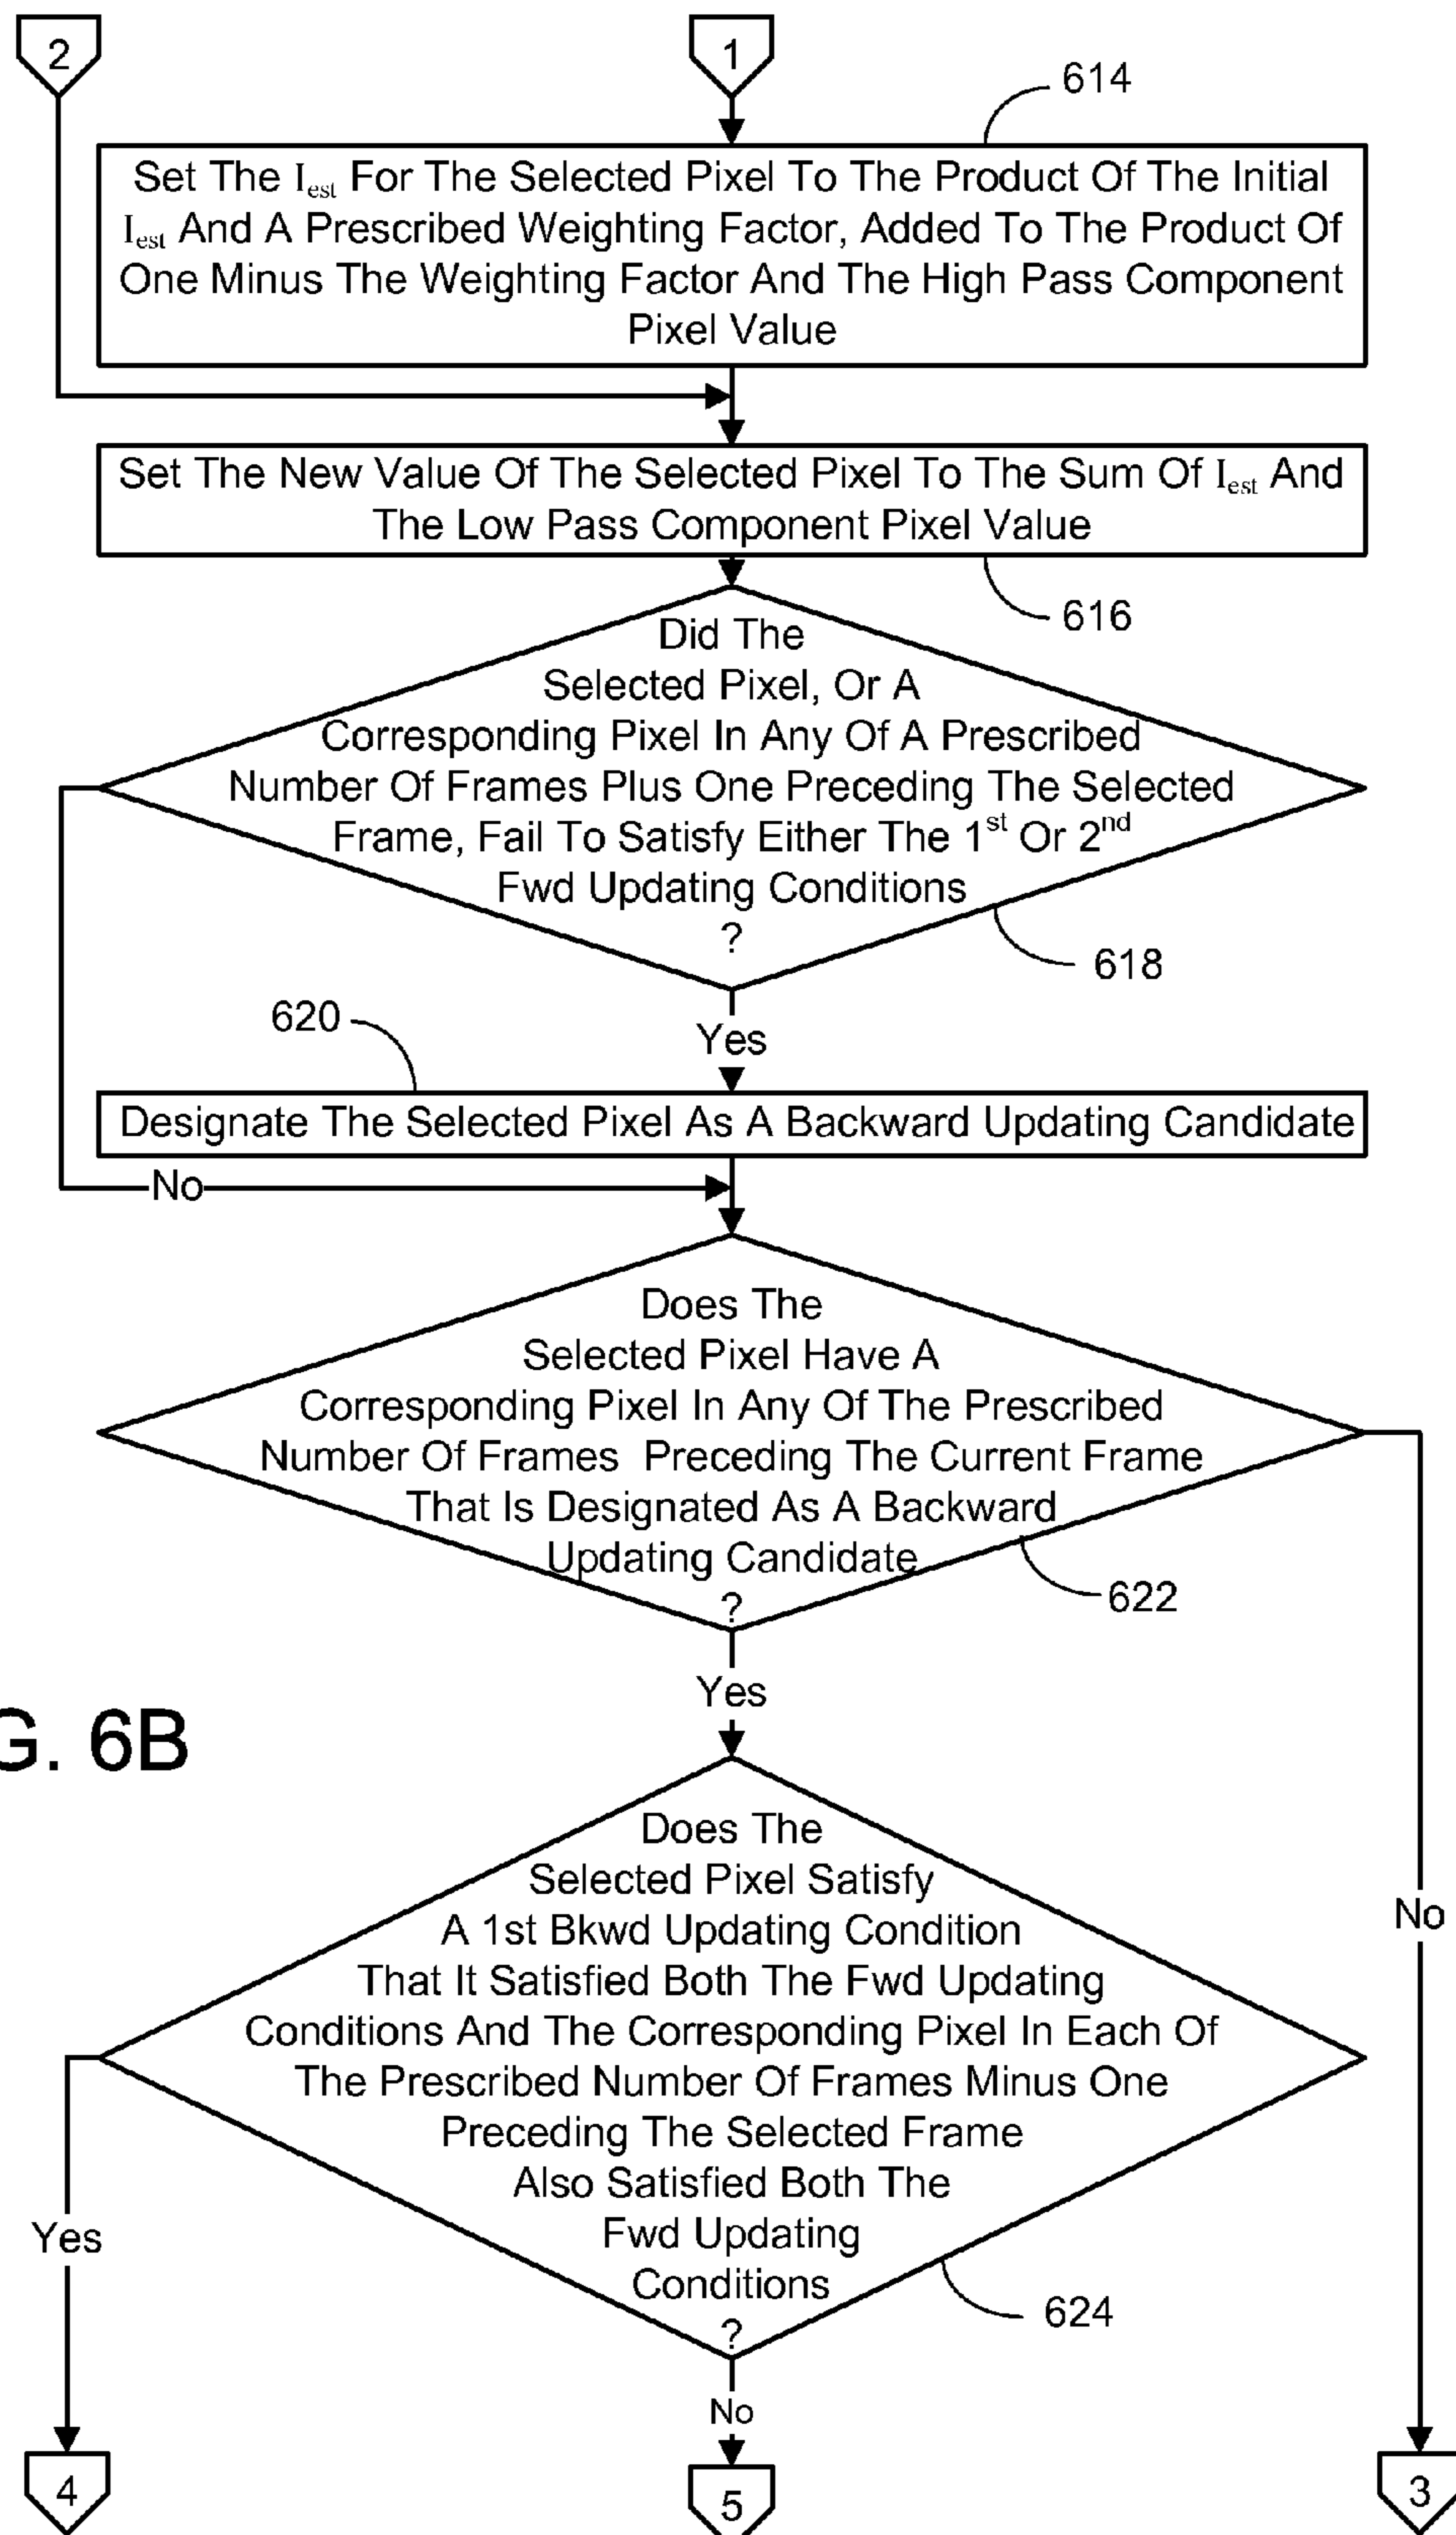 2
1
614
Set The Iest For The Selected Pixel To The Product Of The Initial
Iest And A Prescribed Weighting Factor, Added To The Product Of
One Minus The Weighting Factor And The High Pass Component
Pixel Value
Set The New Value Of The Selected Pixel To The Sum Of Iest And
The Low Pass Component Pixel Value
616
Did The
Selected Pixel, Or A
Corresponding Pixel In Any Of A Prescribed
Number Of Frames Plus One Preceding The Selected
Frame, Fail To Satisfy Either The 1st Or 2nd
Fwd Updating Conditions
?
618
620
Yes
Designate The Selected Pixel As A Backward Updating Candidate
No
Does The
Selected Pixel Have A
Corresponding Pixel In Any Of The Prescribed
Number Of Frames Preceding The Current Frame
That Is Designated As A Backward
Updating Candidate
?
622
Yes
G. 6B
Does The
Selected Pixel Satisfy
A 1st Bkwd Updating Condition
That It Satisfied Both The Fwd Updating
Conditions And The Corresponding Pixel In Each Of
The Prescribed Number Of Frames Minus One
Preceding The Selected Frame
Also Satisfied Both The
Fwd Updating
Conditions
?
No
Yes
624
No
4
5
3